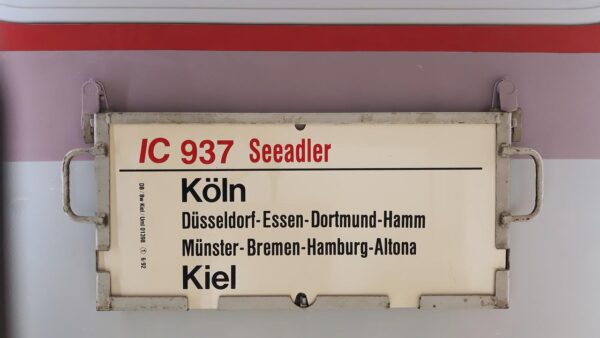 IC 937 Seeadler
Köln
Düsseldorf-Essen-Dortmund-Hamm
Münster-Bremen-Hamburg-Altona
Kiel